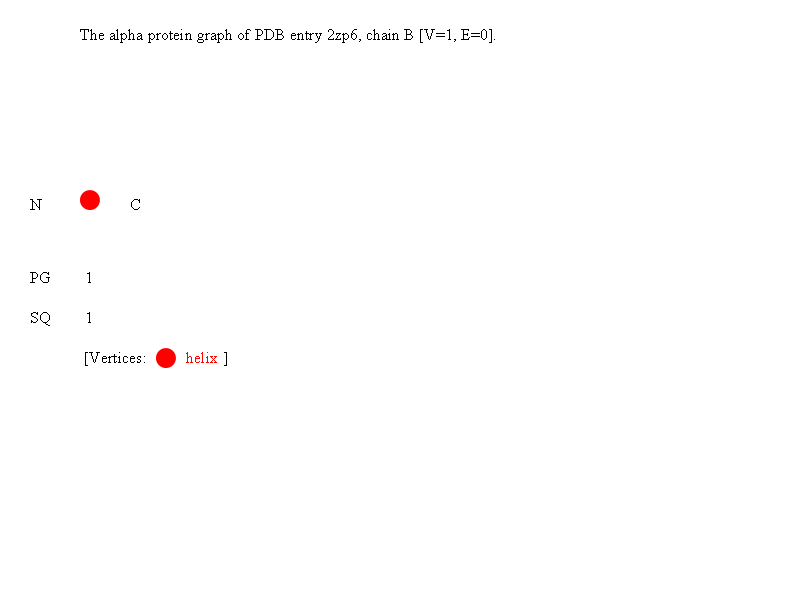 The alpha protein graph of PDB entry 2zp6, chain B [V=1, E=0].
N C
PG 1
SQ 1
[Vertices: helix ]